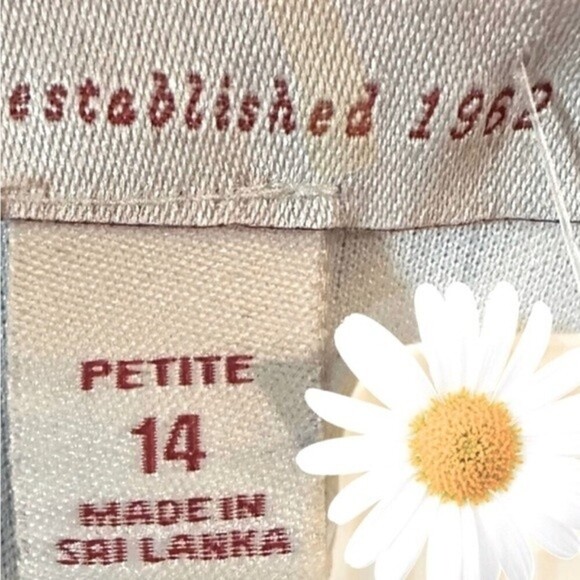 established 1962
PETITE
14
MADE IN
SRI LANKA